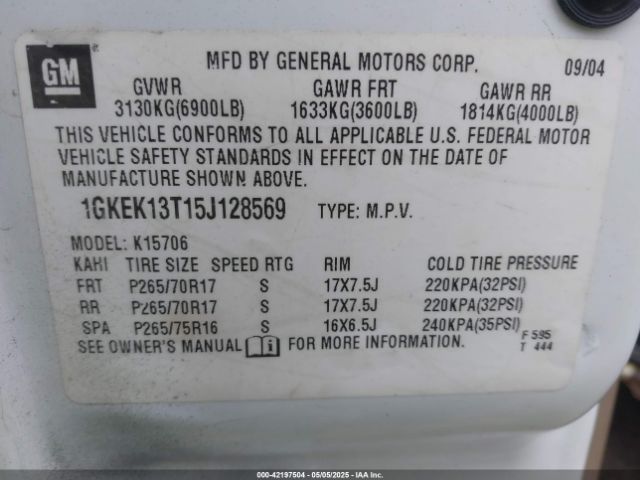 GM
MFD BY GENERAL MOTORS CORP. 09/04
GVWR GAWR FRT GAWR RR
3130KG(6900LB) 1633KG(3600LB) 1814KG(4000LB)
THIS VEHICLE CONFORMS TO ALL APPLICABLE U.S. FEDERAL MOTOR
VEHICLE SAFETY STANDARDS IN EFFECT ON THE DATE OF
MANUFACTURE SHOWN ABOVE.
1GKEK13T15J128569 TYPE: M.P.V.
MODEL: K15706
KAHI TIRE SIZE SPEED RTG RIM COLD TIRE PRESSURE
FRT P265/70R17 S 17X7.5J 220KPA(32PSI)
RR P265/70R17 S 17X7.5J 220KPA(32PSI)
SPA P265/75R16 S 16X6.5J 240KPA(35PSI)
SEE OWNER'S MANUAL i FOR MORE INFORMATION. F 595
T 444
000-42197504 - 05/05/2025 - IAA Inc.